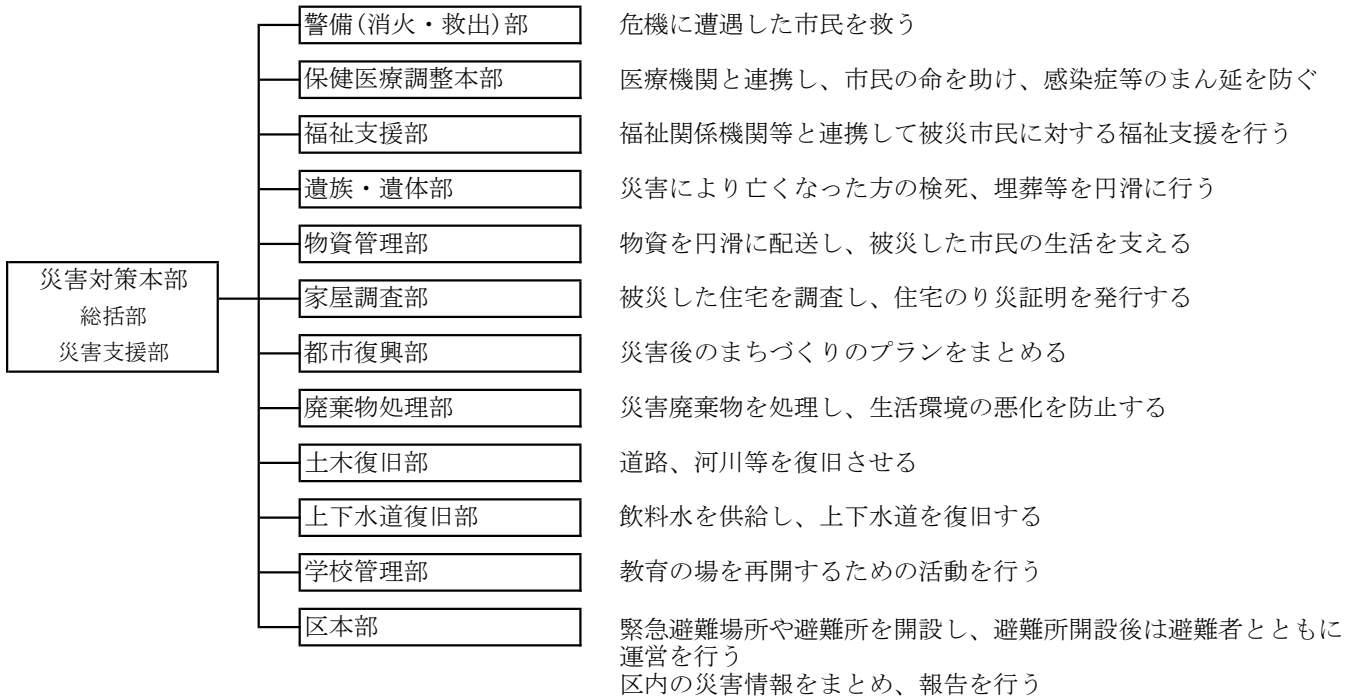 警備(消火・救出)部 危機に遭遇した市民を救う
保健医療調整本部 医療機関と連携し、市民の命を助け、感染症等のまん延を防ぐ
福祉支援部 福祉関係機関等と連携して被災市民に対する福祉支援を行う
遺族・遺体部 災害により亡くなった方の検死、埋葬等を円滑に行う
物資管理部 物資を円滑に配送し、被災した市民の生活を支える
災害対策本部
総括部
災害支援部
家屋調査部 被災した住宅を調査し、住宅のり災証明を発行する
都市復興部 災害後のまちづくりのプランをまとめる
廃棄物処理部 災害廃棄物を処理し、生活環境の悪化を防止する
土木復旧部 道路、河川等を復旧させる
上下水道復旧部 飲料水を供給し、上下水道を復旧する
学校管理部 教育の場を再開するための活動を行う
区本部 緊急避難場所や避難所を開設し、避難所開設後は避難者とともに
運営を行う
区内の災害情報をまとめ、報告を行う